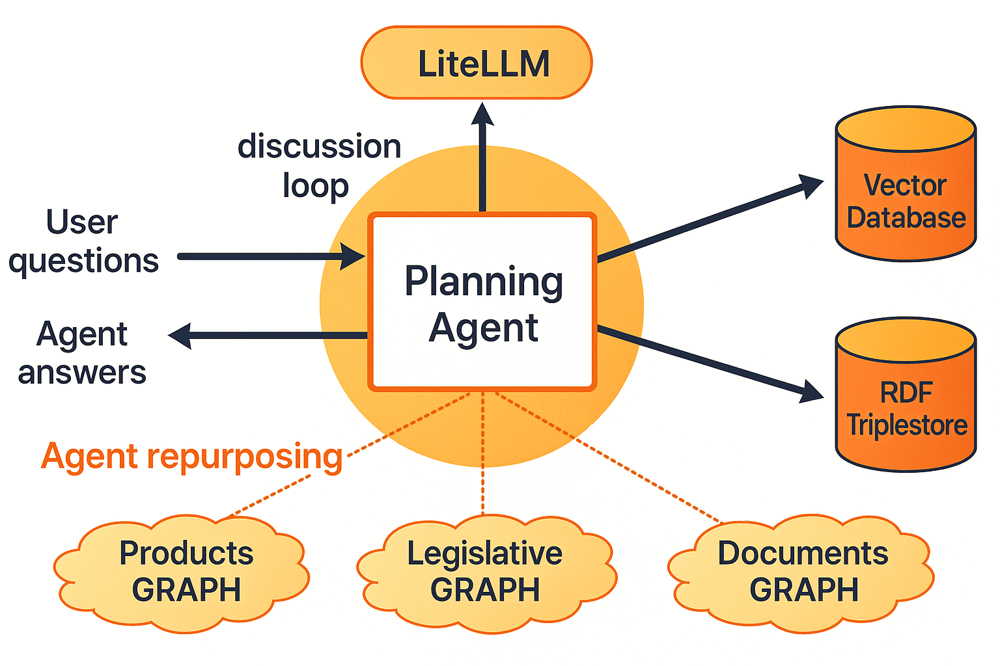 LiteLLM
discussion
loop
User
questions
Agent
answers
Planning
Agent
Vector
Database
RDF
Triplestore
Agent repurposing
Products
GRAPH
Legislative
GRAPH
Documents
GRAPH